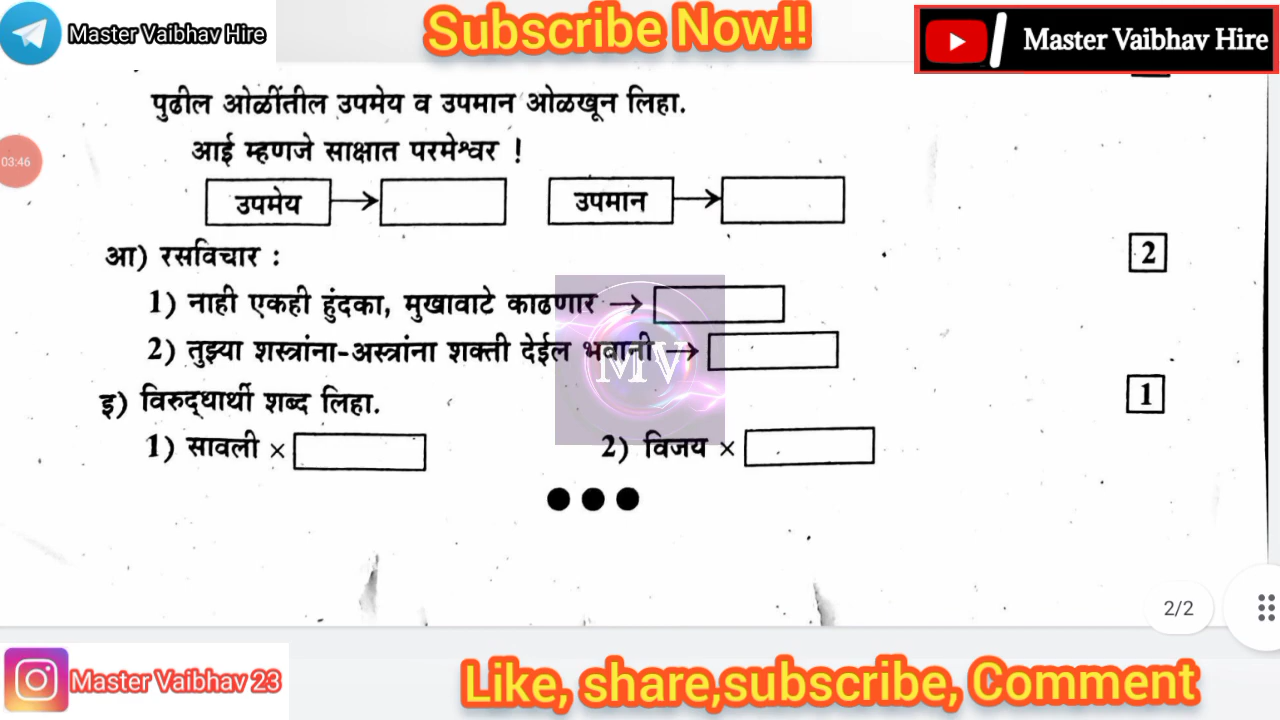 Master Vaibhav Hire
Subscribe Now!!
Master Vaibhav Hire
पुढील ओळींतील उपमेय व उपमान ओळखून लिहा.
03:46
आई म्हणजे साक्षात परमेश्वर !
उपमेय → उपमान →
आ) रसविचार : 2
1) नाही एकही हुंदका, मुखावाटे काढणार →
2) तुझ्या शस्त्रांना-अस्त्रांना शक्ती देईल भवानी →
MV
इ) विरुद्धार्थी शब्द लिहा. 1
1) सावली × 2) विजय ×
2/2
Master Vaibhav 23
Like, share,subscribe, Comment